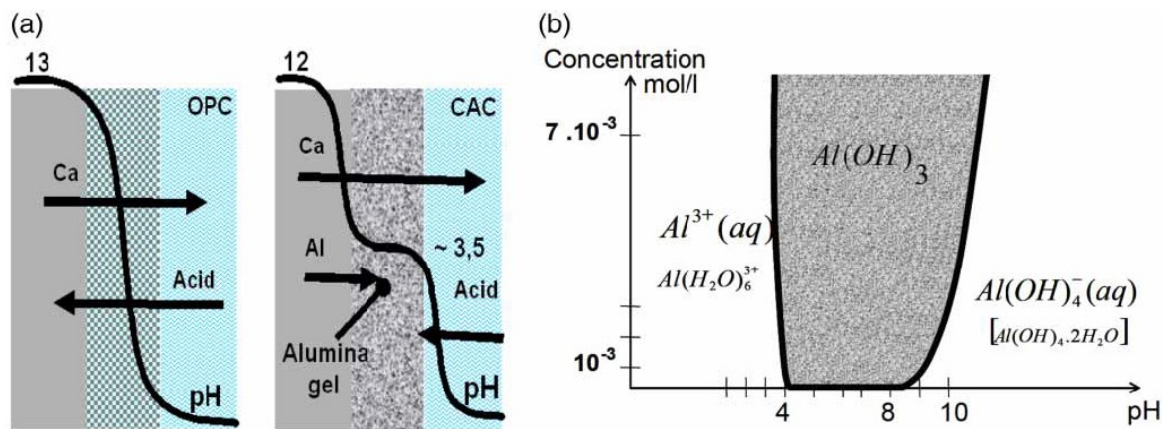 (a)
13
OPC
Ca
Acid
pH
12
CAC
Ca
Al
~ 3,5
Acid
Alumina
gel
pH
(b)
Concentration
mol/l
7 .10⁻³
10⁻³
Al(OH)₃
Al³⁺(aq)
Al(H₂O)₆³⁺
Al(OH)₄⁻(aq)
[Al(OH)₄.2H₂O]
4 8 10 pH